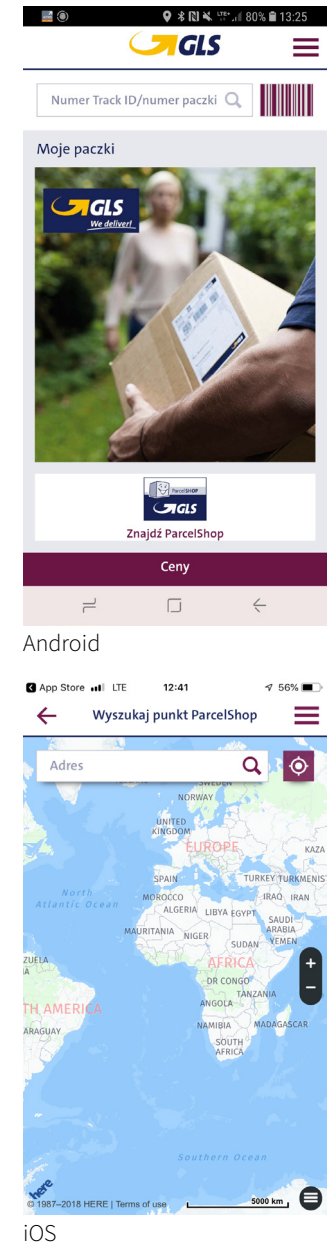 80% 13:25
GLS
Numer Track ID/numer paczki
Moje paczki
GLS
We deliver!
ParcelSHOP
GLS
Znajdź ParcelShop
Ceny
Android
App Store LTE 12:41 56%
Wyszukaj punkt ParcelShop
Adres
SWEDEN
NORWAY
UNITED
KINGDOM
EUROPE
KAZA
SPAIN
TURKEY TURKMENIS
North
Atlantic Ocean
MOROCCO
IRAQ IRAN
ALGERIA LIBYA EGYPT
SAUDI
ARABIA
MAURITANIA NIGER
YEMEN
SUDAN
ZUELA
AFRICA
+
DR CONGO
TANZANIA
-
ANGOLA
TH AMERICA
ARAGUAY
NAMIBIA MADAGASCAR
SOUTH
AFRICA
Southern Ocean
here
© 1987–2018 HERE | Terms of use 5000 km
iOS